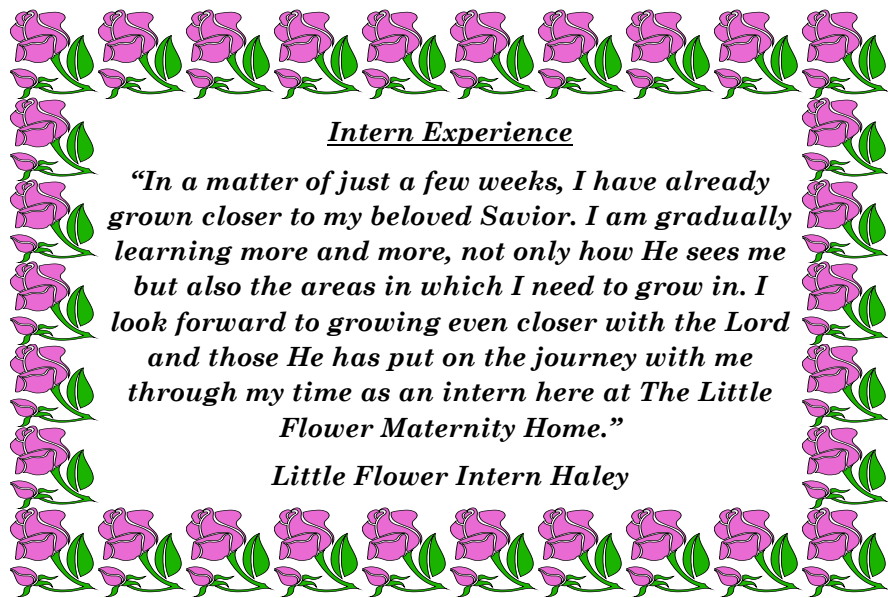 Intern Experience
“In a matter of just a few weeks, I have already
grown closer to my beloved Savior. I am gradually
learning more and more, not only how He sees me
but also the areas in which I need to grow in. I
look forward to growing even closer with the Lord
and those He has put on the journey with me
through my time as an intern here at The Little
Flower Maternity Home.”
Little Flower Intern Haley